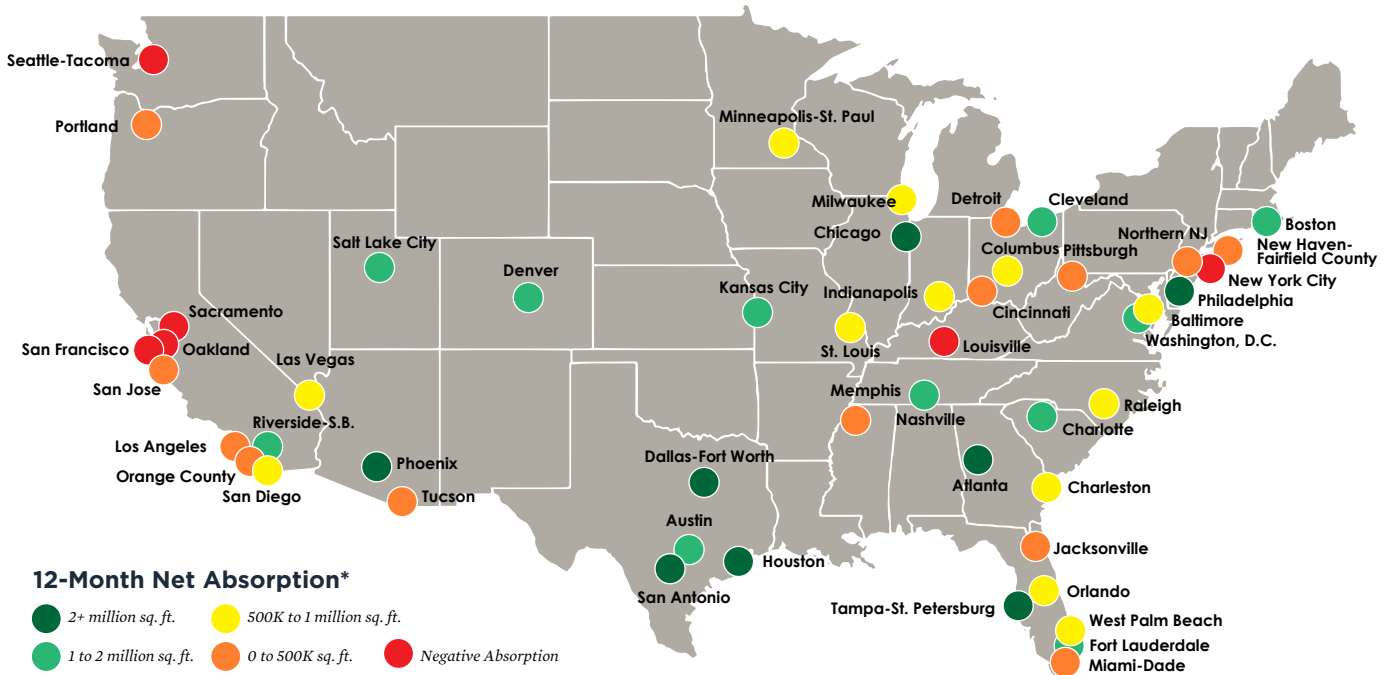 Seattle-Tacoma
Portland
Minneapolis-St. Paul
Milwaukee
Chicago
Detroit
Cleveland
Boston
Northern NJ
New Haven-
Fairfield County
New York City
Philadelphia
Columbus
Pittsburgh
Salt Lake City
Denver
Kansas City
Indianapolis
Cincinnati
Baltimore
Washington, D.C.
Sacramento
San Francisco
Oakland
San Jose
Las Vegas
St. Louis
Louisville
Memphis
Nashville
Raleigh
Charlotte
Riverside-S.B.
Los Angeles
Orange County
San Diego
Phoenix
Tucson
Dallas-Fort Worth
Atlanta
Charleston
Austin
Houston
San Antonio
Jacksonville
Orlando
Tampa-St. Petersburg
West Palm Beach
Fort Lauderdale
Miami-Dade
12-Month Net Absorption*
2+ million sq. ft.
500K to 1 million sq. ft.
1 to 2 million sq. ft.
0 to 500K sq. ft.
Negative Absorption